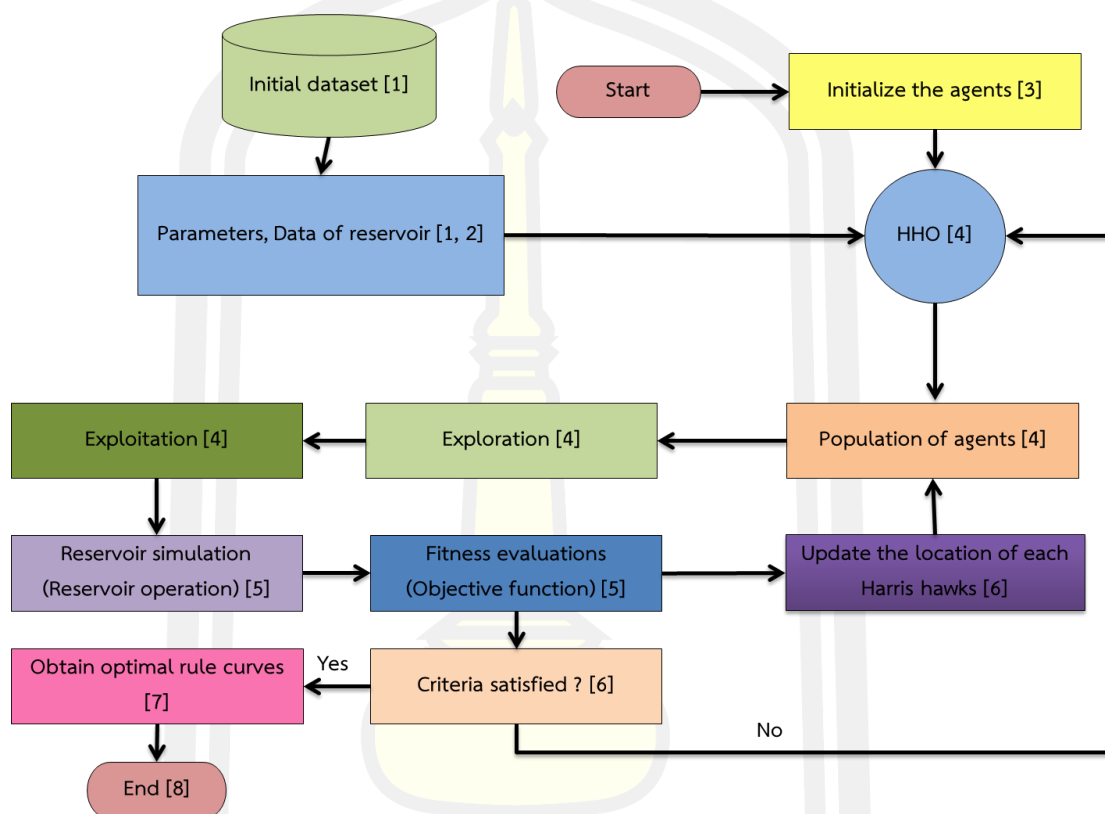 Initial dataset [1]
Start
Initialize the agents [3]
Parameters, Data of reservoir [1, 2]
HHO [4]
Exploitation [4]
Exploration [4]
Population of agents [4]
Reservoir simulation
(Reservoir operation) [5]
Fitness evaluations
(Objective function) [5]
Update the location of each
Harris hawks [6]
Obtain optimal rule curves
[7]
Yes
Criteria satisfied ? [6]
No
End [8]